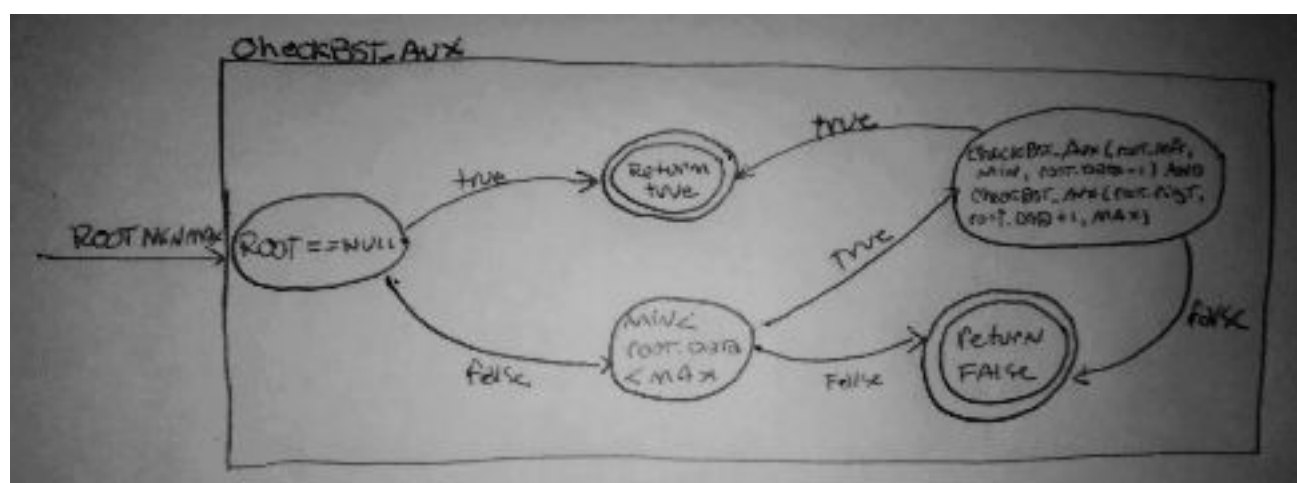 CheckBST_Aux
true
Return
true
true
CheckBST_Aux(root.left,
MIN, root.DATA-1) AND
CheckBST_Aux(root.rigT,
root.DATA+1, MAX)
ROOT MIN MAX
ROOT==NULL
true
false
MIN<
root.DATA
<MAX
False
return
FAlse
false